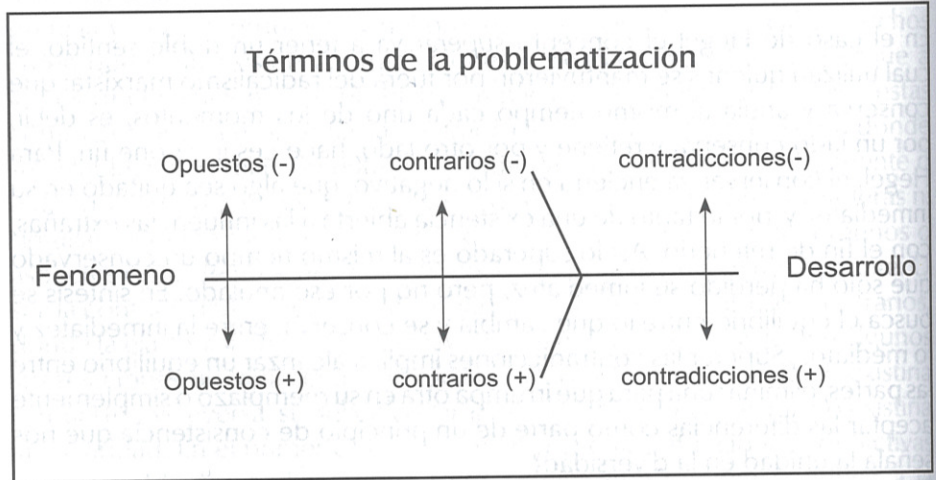 Términos de la problematización
Opuestos (-) contrarios (-) contradicciones(-)
Fenómeno Desarrollo
Opuestos (+) contrarios (+) contradicciones (+)